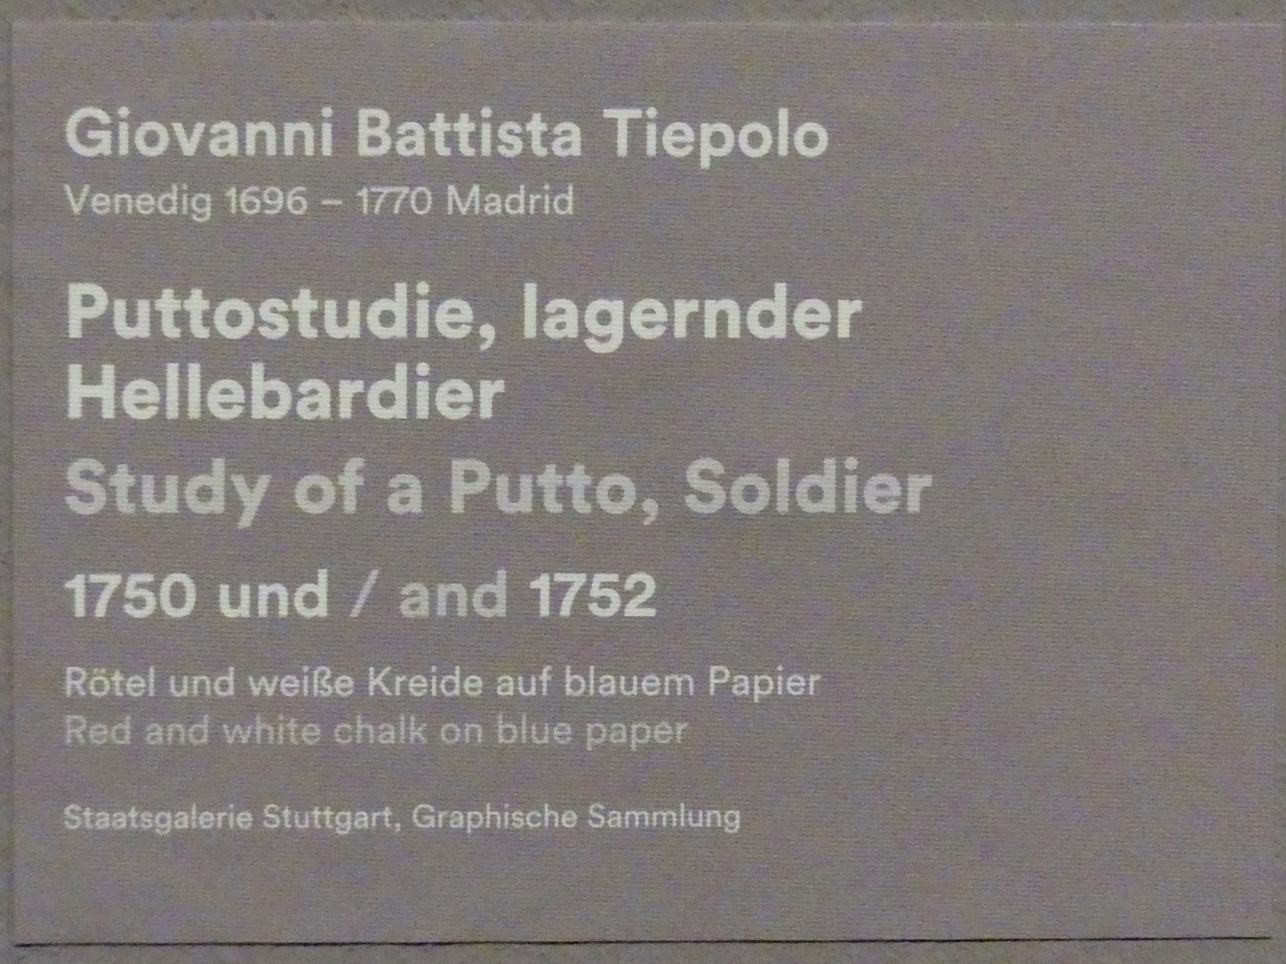 Giovanni Battista Tiepolo
Venedig 1696 – 1770 Madrid
Puttostudie, lagernder
Hellebardier
Study of a Putto, Soldier
1750 und / and 1752
Rötel und weiße Kreide auf blauem Papier
Red and white chalk on blue paper
Staatsgalerie Stuttgart, Graphische Sammlung